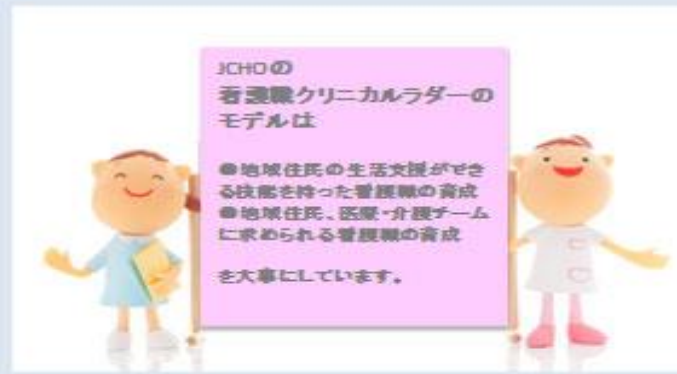 JCHOの
看護職クリニカルラダーの
モデルは
●地域住民の生活支援ができ
る技能を持った看護職の育成
●地域住民、医療・介護チーム
に求められる看護職の育成
を大事にしています。